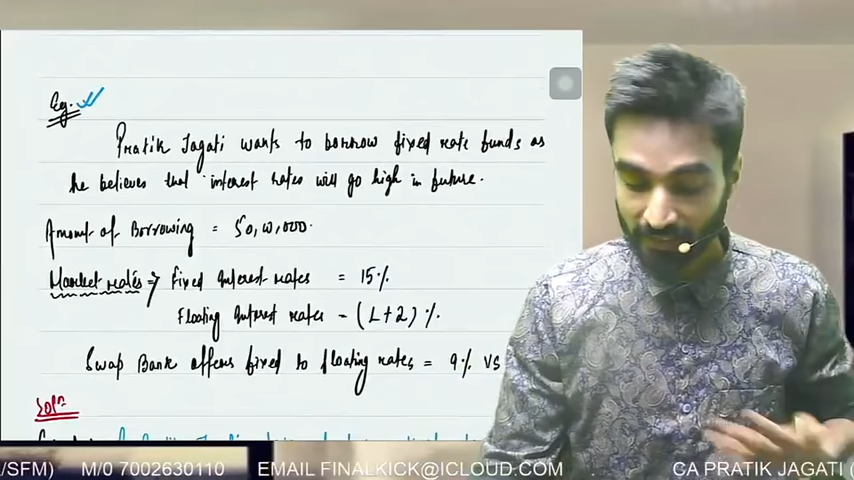 Eg.
Pratik Jagati wants to borrow fixed rate funds as
he believes that interest rates will go high in future.
Amount of Borrowing = 50,00,000.
Market rates → Fixed Interest rates = 15%
Floating Interest rates = (L+2)%
Swap Bank offers fixed to floating rates = 9% VS
Soln
/SFM) M/0 7002630110 EMAIL FINALKICK@ICLOUD.COM CA PRATIK JAGATI (